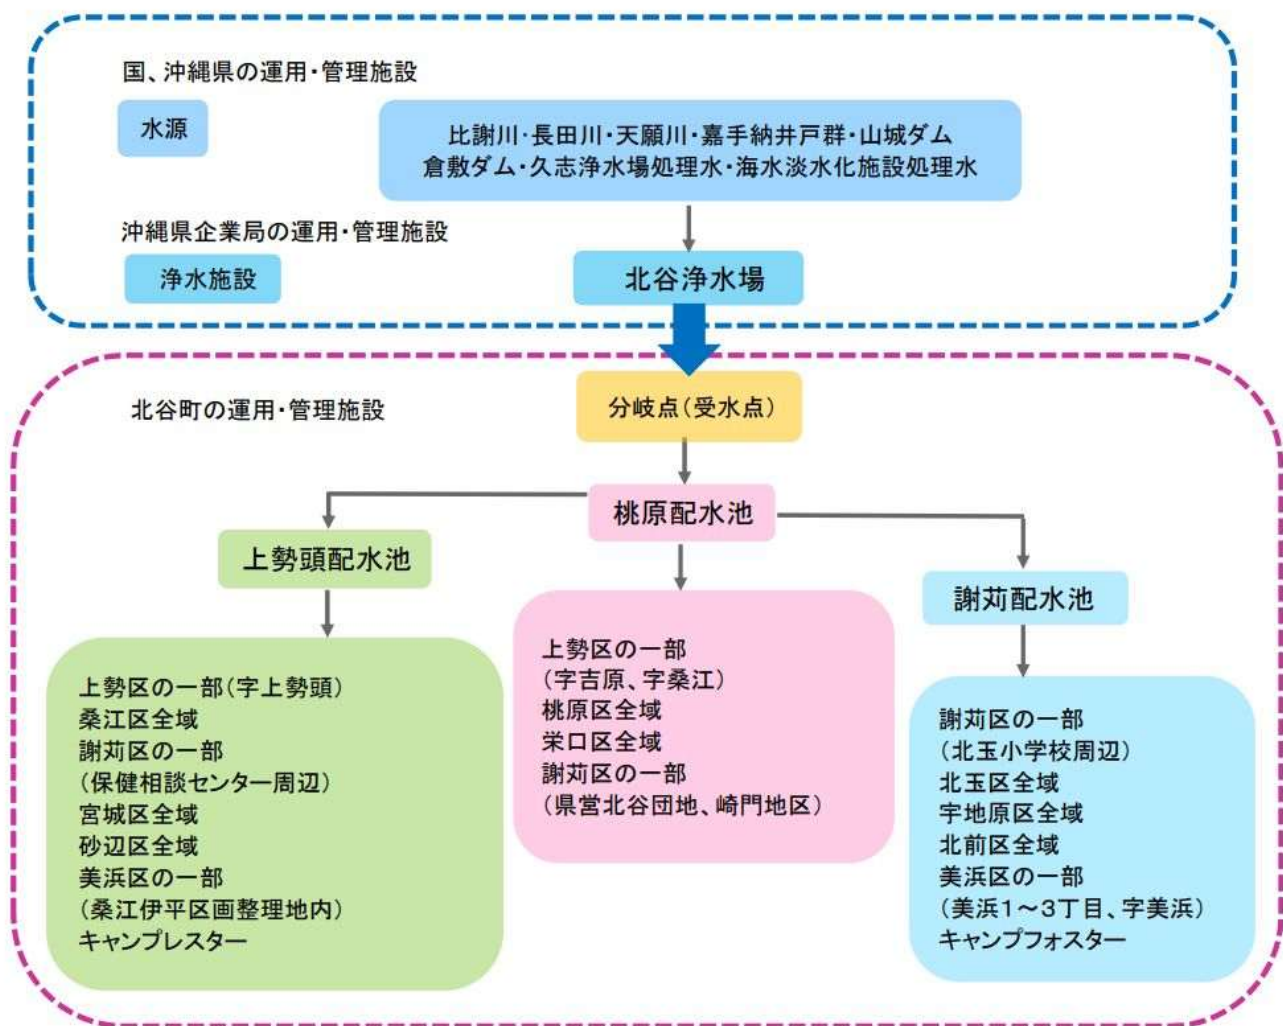 国、沖縄県の運用・管理施設
水源
比謝川・長田川・天願川・嘉手納井戸群・山城ダム
倉敷ダム・久志浄水場処理水・海水淡水化施設処理水
沖縄県企業局の運用・管理施設
浄水施設
北谷浄水場
北谷町の運用・管理施設
分岐点(受水点)
桃原配水池
上勢頭配水池
謝苅配水池
上勢区の一部(字上勢頭)
桑江区全域
謝苅区の一部
(保健相談センター周辺)
宮城区全域
砂辺区全域
美浜区の一部
(桑江伊平区画整理地内)
キャンプレスター
上勢区の一部
(字吉原、字桑江)
桃原区全域
栄口区全域
謝苅区の一部
(県営北谷団地、崎門地区)
謝苅区の一部
(北玉小学校周辺)
北玉区全域
宇地原区全域
北前区全域
美浜区の一部
(美浜1~3丁目、字美浜)
キャンプフォスター